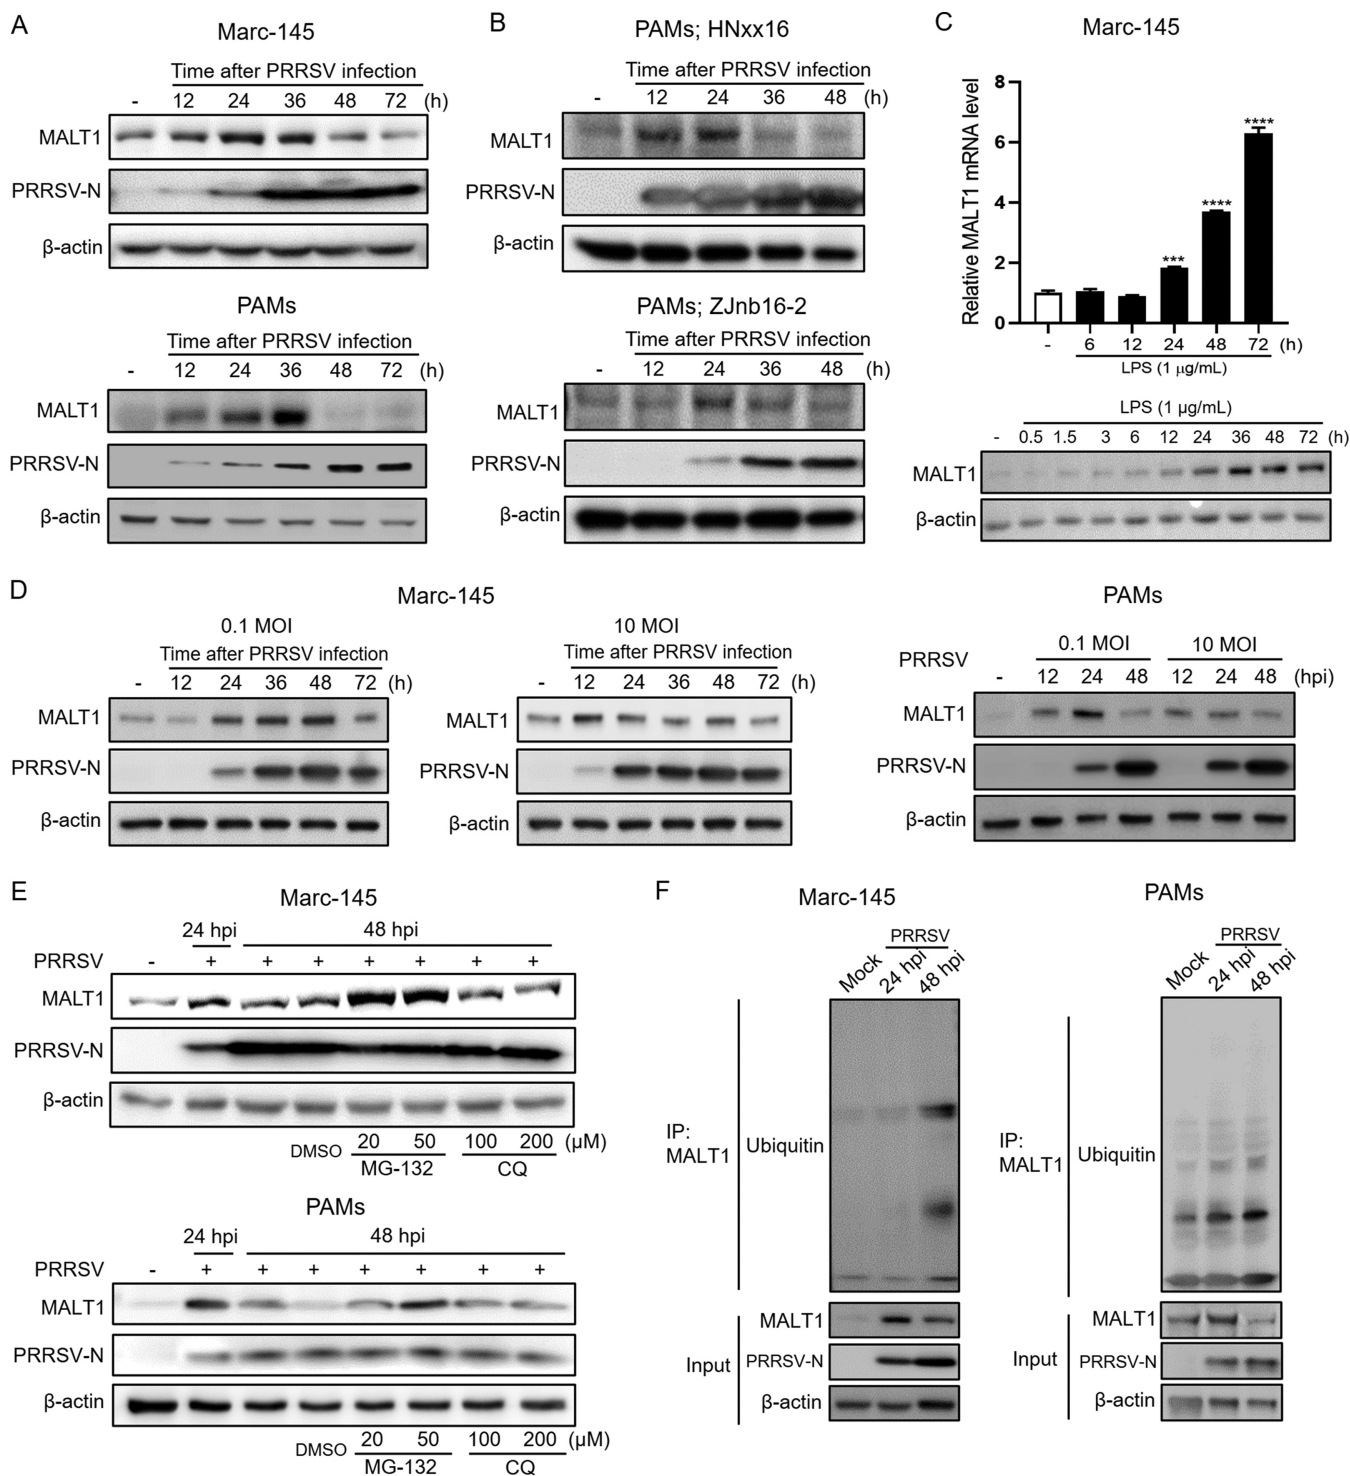 A
Marc-145
Time after PRRSV infection
- 12 24 36 48 72 (h)
MALT1
PRRSV-N
β-actin
PAMs
Time after PRRSV infection
- 12 24 36 48 72 (h)
MALT1
PRRSV-N
β-actin
B
PAMs; HNxx16
Time after PRRSV infection
- 12 24 36 48 (h)
MALT1
PRRSV-N
β-actin
PAMs; ZJnb16-2
Time after PRRSV infection
- 12 24 36 48 (h)
MALT1
PRRSV-N
β-actin
C
Marc-145
Relative MALT1 mRNA level
8
6
4
2
0
***
****
****
- 6 12 24 48 72 (h)
LPS (1 μg/mL)
LPS (1 μg/mL)
- 0.5 1.5 3 6 12 24 36 48 72 (h)
MALT1
β-actin
D
Marc-145
0.1 MOI
Time after PRRSV infection
- 12 24 36 48 72 (h)
MALT1
PRRSV-N
β-actin
10 MOI
Time after PRRSV infection
- 12 24 36 48 72 (h)
MALT1
PRRSV-N
β-actin
PAMs
0.1 MOI 10 MOI
PRRSV
- 12 24 48 12 24 48 (hpi)
MALT1
PRRSV-N
β-actin
E
Marc-145
24 hpi 48 hpi
PRRSV - + + + + + + +
MALT1
PRRSV-N
β-actin
DMSO 20 50 100 200 (μM)
MG-132 CQ
PAMs
24 hpi 48 hpi
PRRSV - + + + + + + +
MALT1
PRRSV-N
β-actin
DMSO 20 50 100 200 (μM)
MG-132 CQ
F
Marc-145
PRRSV
Mock 24 hpi 48 hpi
IP:
MALT1
Ubiquitin
Input
MALT1
PRRSV-N
β-actin
PAMs
PRRSV
Mock 24 hpi 48 hpi
IP:
MALT1
Ubiquitin
Input
MALT1
PRRSV-N
β-actin